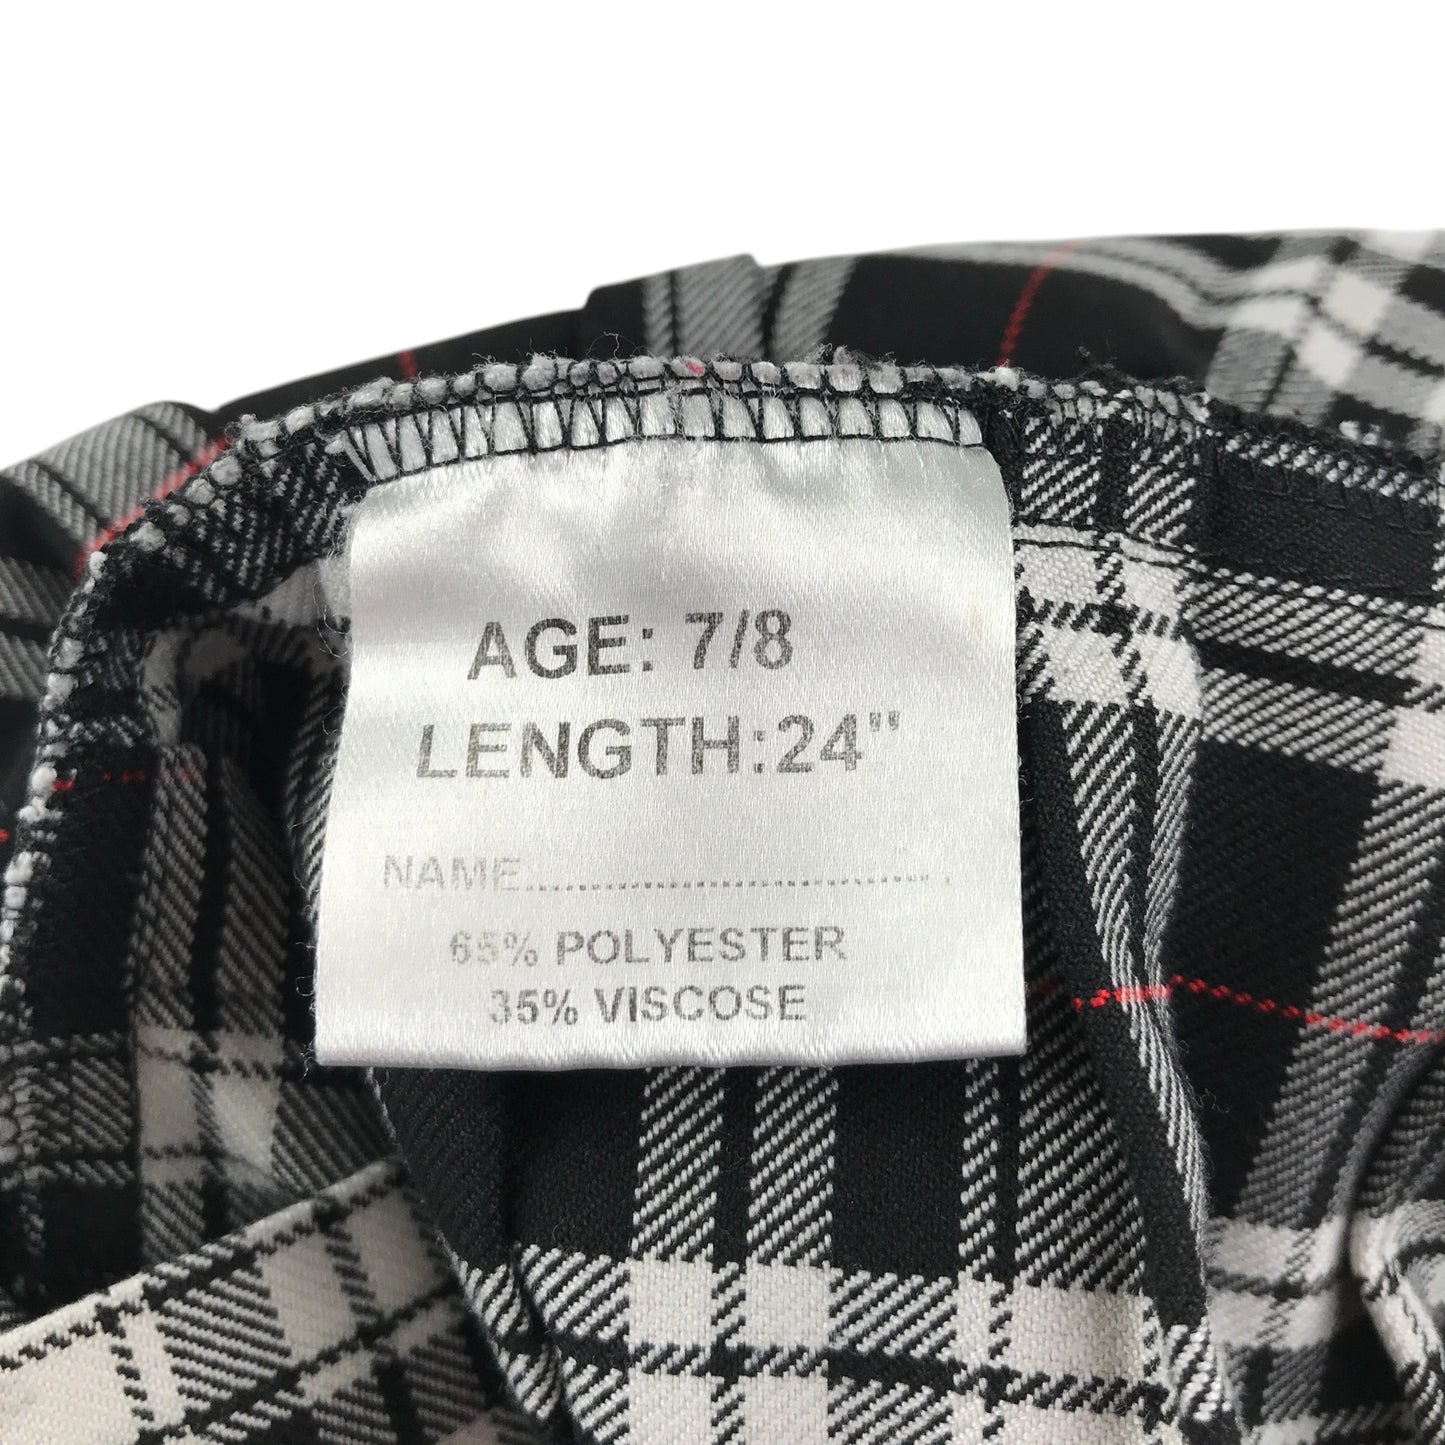 AGE: 7/8
LENGTH:24"
NAME..............................................
65% POLYESTER
35% VISCOSE